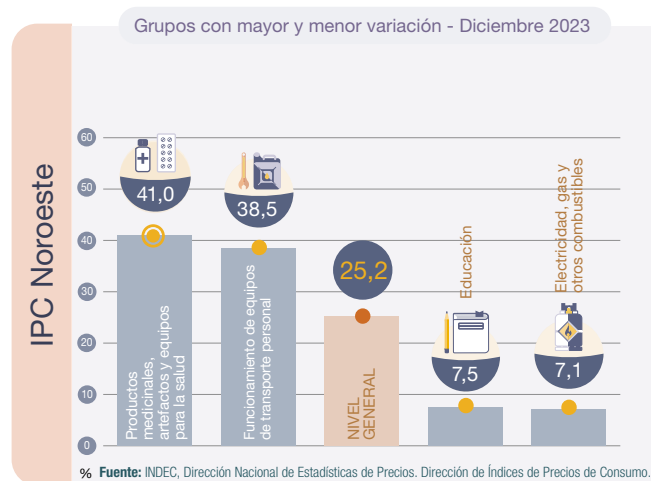 Grupos con mayor y menor variación - Diciembre 2023
IPC Noroeste
60
50
40
30
20
10
0
%
41,0
Productos
medicinales,
artefactos y equipos
para la salud
38,5
Funcionamiento de equipos
de transporte personal
25,2
NIVEL
GENERAL
Educación
7,5
Electricidad, gas y
otros combustibles
7,1
Fuente: INDEC, Dirección Nacional de Estadísticas de Precios. Dirección de Índices de Precios de Consumo.